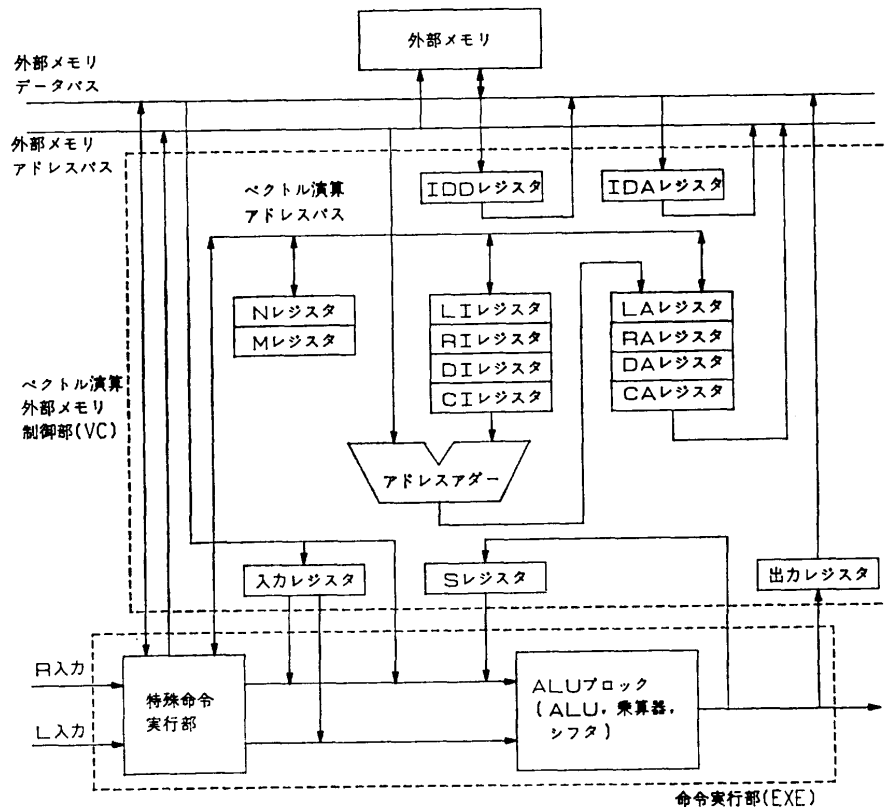 外部メモリ
外部メモリ
データバス
外部メモリ
アドレスバス
IDDレジスタ
IDAレジスタ
ベクトル演算
アドレスバス
Nレジスタ
Mレジスタ
LIレジスタ
RIレジスタ
DIレジスタ
CIレジスタ
LAレジスタ
RAレジスタ
DAレジスタ
CAレジスタ
ベクトル演算
外部メモリ
制御部(VC)
アドレスアダー
入力レジスタ
Sレジスタ
出力レジスタ
R入力
L入力
特殊命令
実行部
ALUブロック
(ALU，乗算器，
シフタ)
命令実行部(EXE)